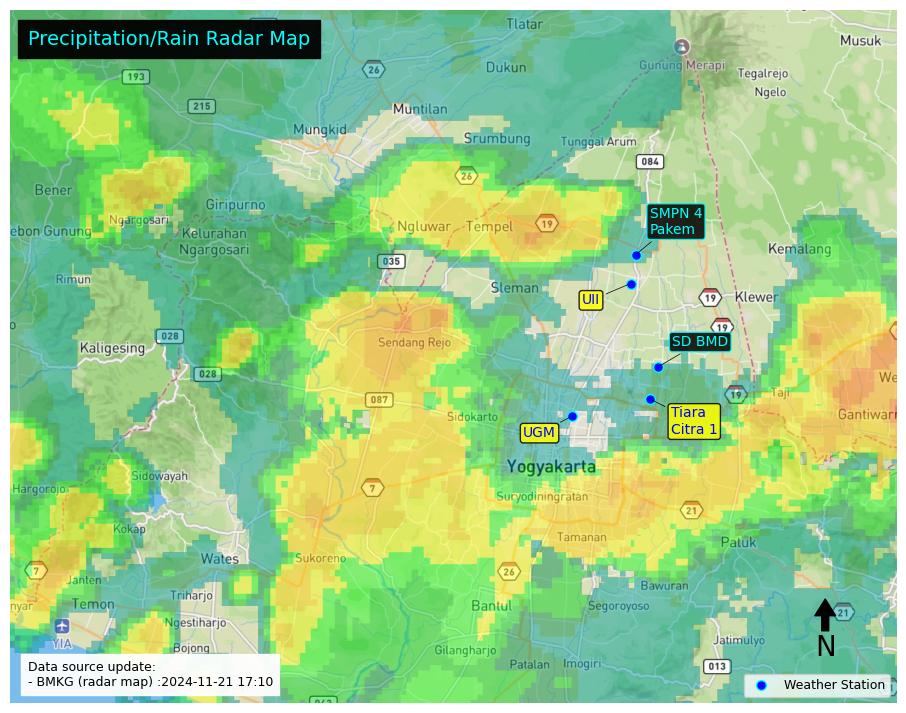 Precipitation/Rain Radar Map
Tlatar
Musuk
Gunung Merapi
193
26
Dukun
Tegalrejo
Ngelo
215
Muntilan
Mungkid
Srumbung
Tunggal Arum
084
26
Bener
Giripurno
SMPN 4
Pakem
Ngargosari
Ngluwar
Tempel
19
ebon Gunung
Kelurahan
Ngargosari
Kemalang
035
Rimun
Sleman
UII
19
Klewer
19
028
Kaligesing
Sendang Rejo
SD BMD
We
028
19
Taji
087
Sidokarto
Tiara
Citra 1
Gantiwarn
UGM
Yogyakarta
Sidowayah
Hargorojo
7
Suryodiningratan
21
Kokap
Tamanan
Paluk
Wates
Sukoreno
7
Janten
26
Bawuran
nyar
Temon
Triharjo
Bantul
Segoroyoso
21
Ngestiharjo
YIA
Jatimulyo
N
Bojong
Gilangharjo
Data source update:
- BMKG (radar map) :2024-11-21 17:10
Patalan
Imogiri
013
Weather Station